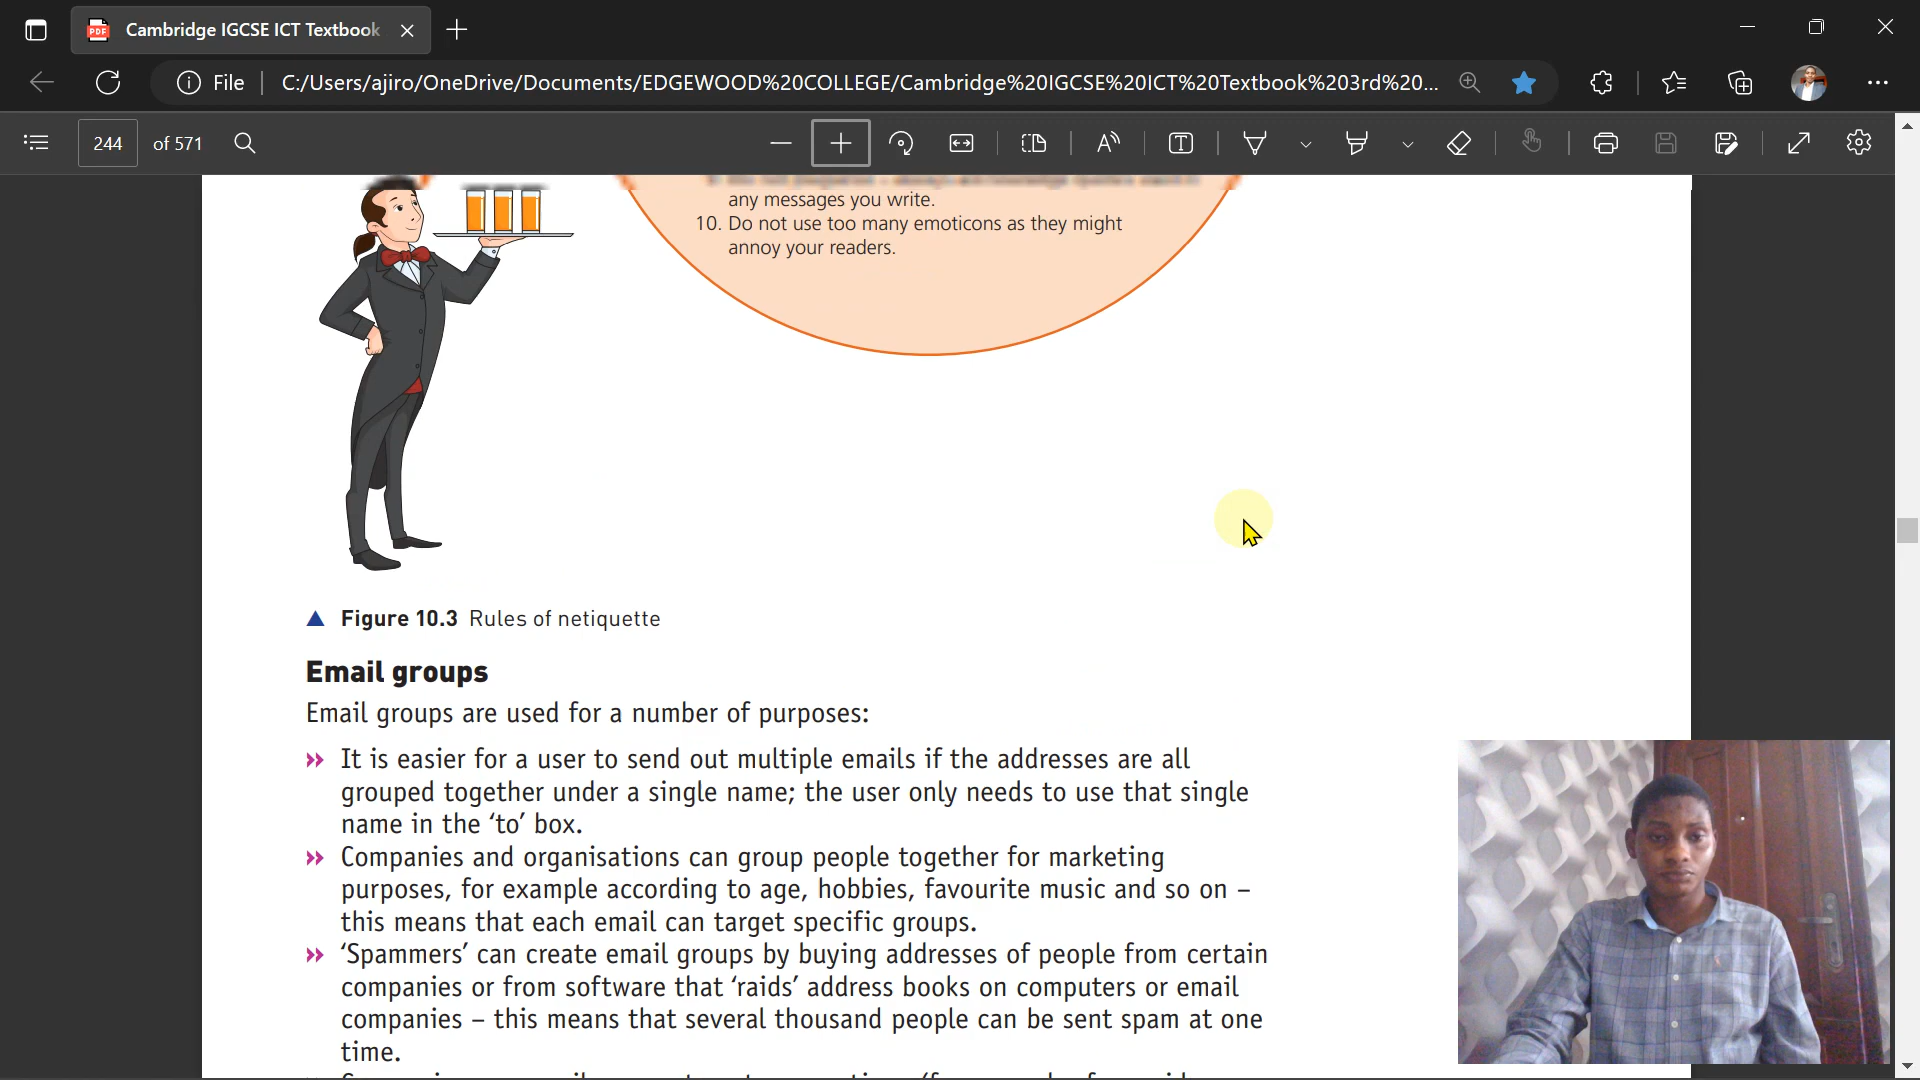 Cambridge IGCSE ICT Textbook
File
C:/Users/ajiro/OneDrive/Documents/EDGEWOOD%20COLLEGE/Cambridge%20IGCSE%20ICT%20Textbook%203rd%20...
244 of 571
any messages you write.
10. Do not use too many emoticons as they might
annoy your readers.
Figure 10.3 Rules of netiquette
Email groups
Email groups are used for a number of purposes:
» It is easier for a user to send out multiple emails if the addresses are all
grouped together under a single name; the user only needs to use that single
name in the ‘to’ box.
» Companies and organisations can group people together for marketing
purposes, for example according to age, hobbies, favourite music and so on –
this means that each email can target specific groups.
» ‘Spammers’ can create email groups by buying addresses of people from certain
companies or from software that ‘raids’ address books on computers or email
companies – this means that several thousand people can be sent spam at one
time.